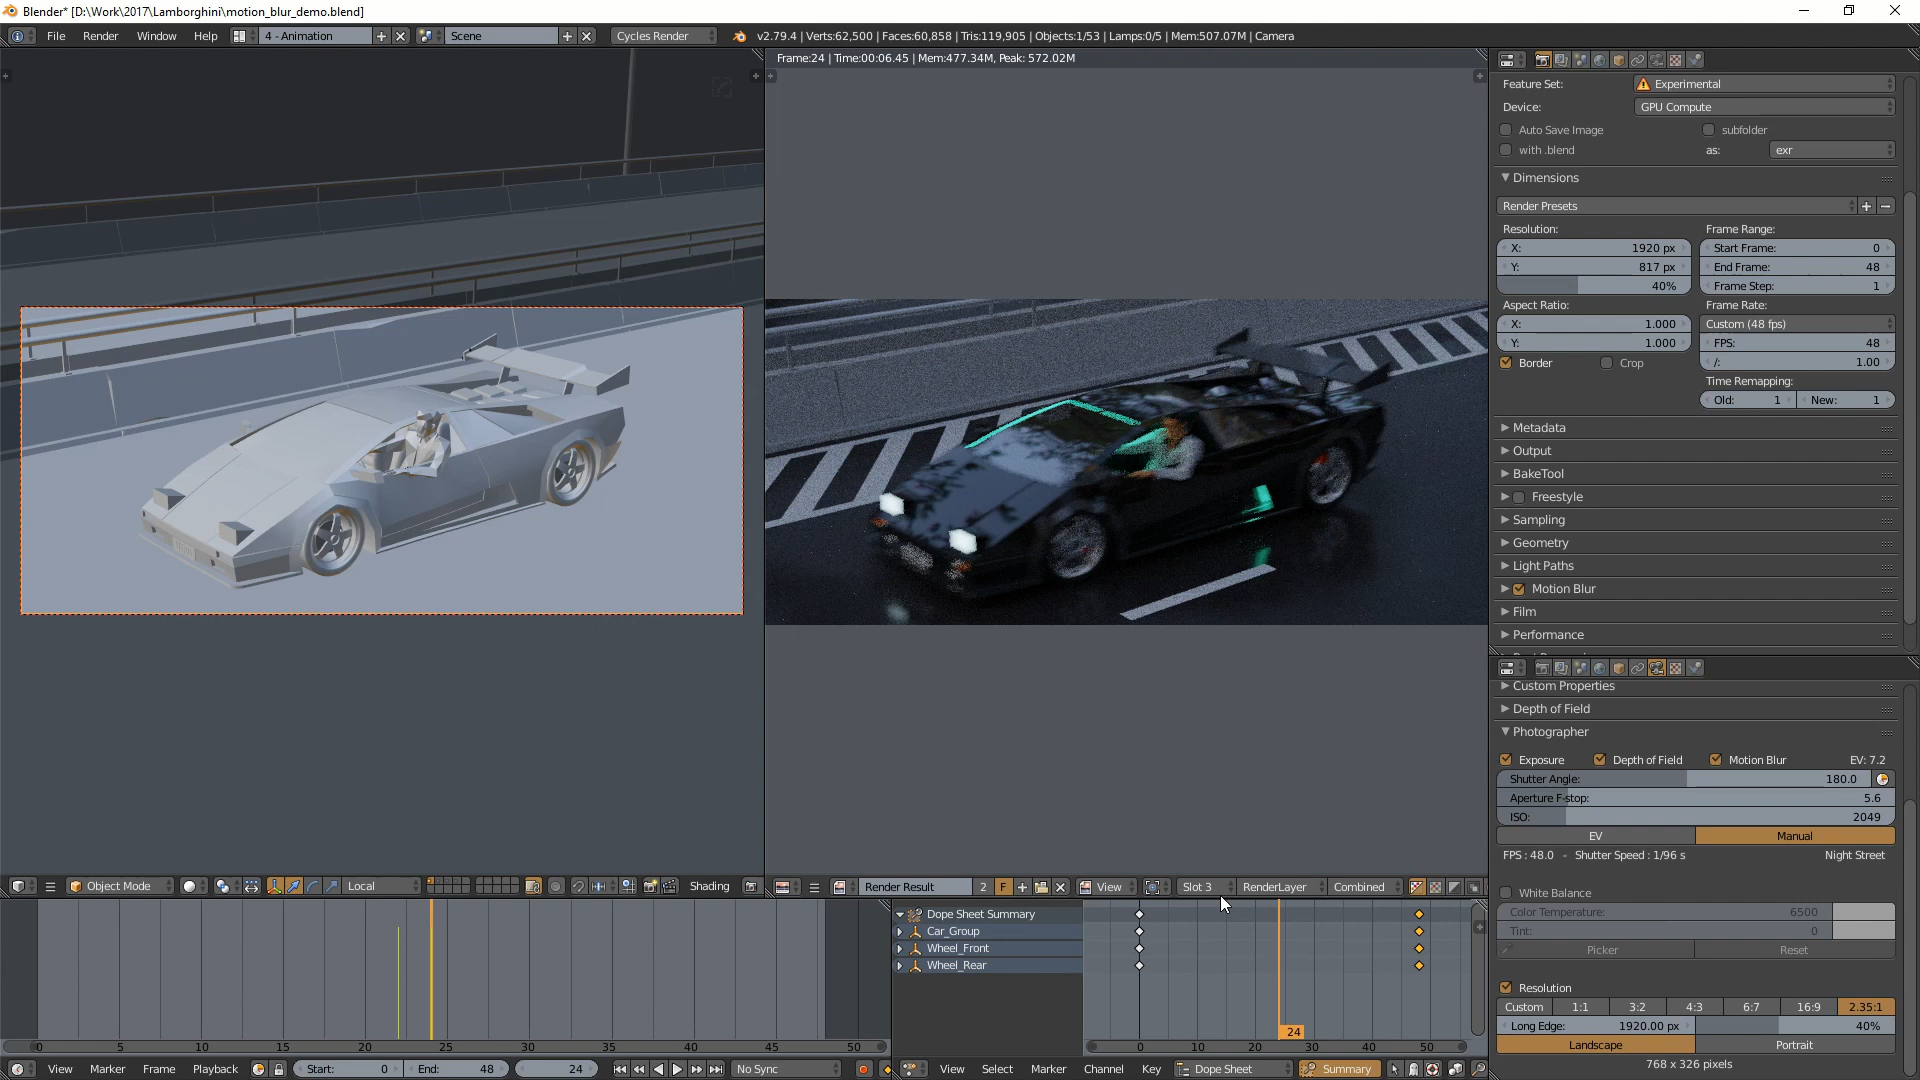 Blender* [D:\Work\2017\Lamborghini\motion_blur_demo.blend]
File Render Window Help 4 - Animation Scene Cycles Render v2.79.4 | Verts:62,500 | Faces:60,858 | Tris:119,905 | Objects:1/53 | Lamps:0/5 | Mem:507.07M | Camera
Frame:24 | Time:00:06.45 | Mem:477.34M, Peak: 572.02M
Feature Set: Experimental
Device: GPU Compute
Auto Save Image subfolder
with .blend as: exr
Dimensions
Render Presets
Resolution: Frame Range:
X: 1920 px Start Frame: 0
Y: 817 px End Frame: 48
40% Frame Step: 1
Aspect Ratio: Frame Rate:
X: 1.000 Custom (48 fps)
Y: 1.000 FPS: 48
Border Crop /: 1.00
Time Remapping:
Old: 1 New: 1
Metadata
Output
BakeTool
Freestyle
Sampling
Geometry
Light Paths
Motion Blur
Film
Performance
Custom Properties
Depth of Field
Photographer
Exposure Depth of Field Motion Blur EV: 7.2
Shutter Angle: 180.0
Aperture F-stop: 5.6
ISO: 2049
EV Manual
FPS : 48.0 - Shutter Speed : 1/96 s Night Street
White Balance
Color Temperature: 6500
Tint: 0
Picker Reset
Resolution
Custom 1:1 3:2 4:3 6:7 16:9 2.35:1
Long Edge: 1920.00 px 40%
Landscape Portrait
768 x 326 pixels
Object Mode Local Shading
Render Result 2 F View Slot 3 RenderLayer Combined
Dope Sheet Summary
Car_Group
Wheel_Front
Wheel_Rear
24
0 5 10 15 20 25 30 35 40 45 50
0 10 20 30 40 50
View Marker Frame Playback Start: 0 End: 48 24 No Sync
View Select Marker Channel Key Dope Sheet Summary